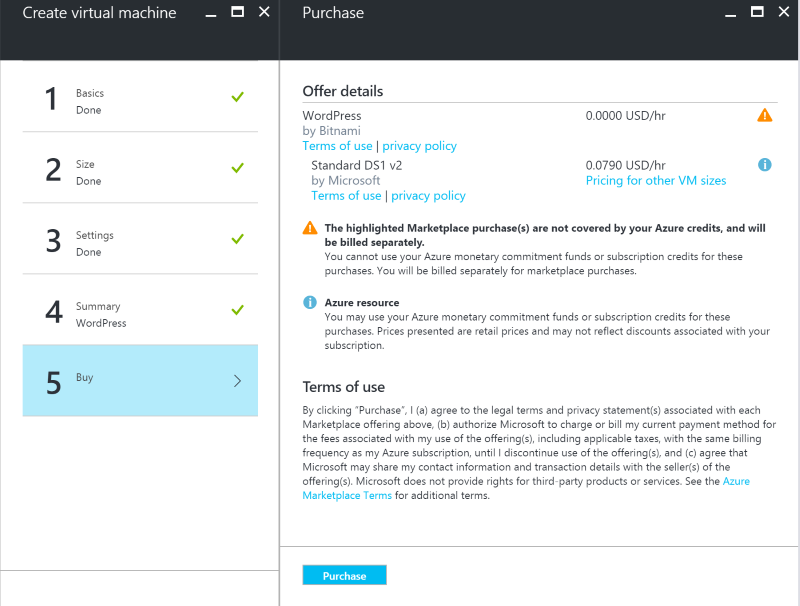 Create virtual machine
1
Basics
Done
2
Size
Done
3
Settings
Done
4
Summary
WordPress
5
Buy
Purchase
Offer details
WordPress 0.0000 USD/hr
by Bitnami
Terms of use | privacy policy
Standard DS1 v2 0.0790 USD/hr
by Microsoft Pricing for other VM sizes
Terms of use | privacy policy
The highlighted Marketplace purchase(s) are not covered by your Azure credits, and will
be billed separately.
You cannot use your Azure monetary commitment funds or subscription credits for these
purchases. You will be billed separately for marketplace purchases.
Azure resource
You may use your Azure monetary commitment funds or subscription credits for these
purchases. Prices presented are retail prices and may not reflect discounts associated with your
subscription.
Terms of use
By clicking “Purchase”, I (a) agree to the legal terms and privacy statement(s) associated with each
Marketplace offering above, (b) authorize Microsoft to charge or bill my current payment method for
the fees associated with my use of the offering(s), including applicable taxes, with the same billing
frequency as my Azure subscription, until I discontinue use of the offering(s), and (c) agree that
Microsoft may share my contact information and transaction details with the seller(s) of the
offering(s). Microsoft does not provide rights for third-party products or services. See the Azure
Marketplace Terms for additional terms.
Purchase